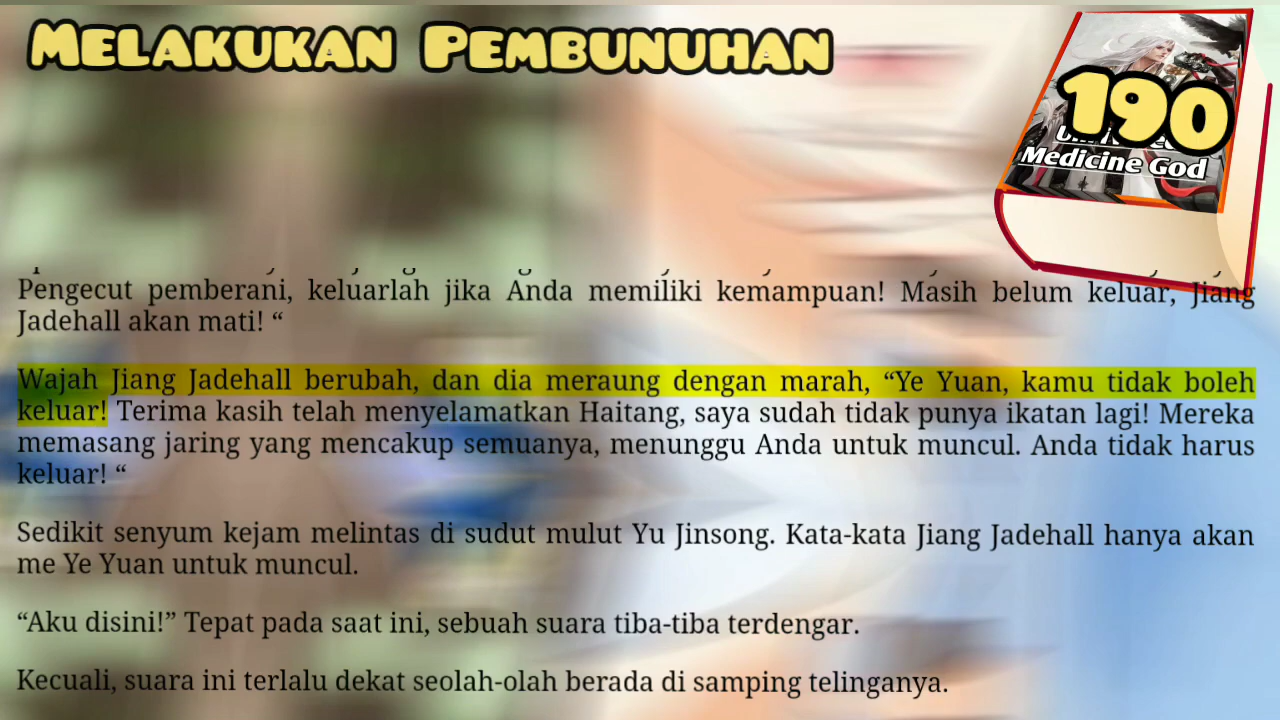 MELAKUKAN PEMBUNUHAN
190
Medicine God
Pengecut pemberani, keluarlah jika Anda memiliki kemampuan! Masih belum keluar, Jiang
Jadehall akan mati! “
Wajah Jiang Jadehall berubah, dan dia meraung dengan marah, “Ye Yuan, kamu tidak boleh
keluar! Terima kasih telah menyelamatkan Haitang, saya sudah tidak punya ikatan lagi! Mereka
memasang jaring yang mencakup semuanya, menunggu Anda untuk muncul. Anda tidak harus
keluar! “
Sedikit senyum kejam melintas di sudut mulut Yu Jinsong. Kata-kata Jiang Jadehall hanya akan
me Ye Yuan untuk muncul.
“Aku disini!” Tepat pada saat ini, sebuah suara tiba-tiba terdengar.
Kecuali, suara ini terlalu dekat seolah-olah berada di samping telinganya.